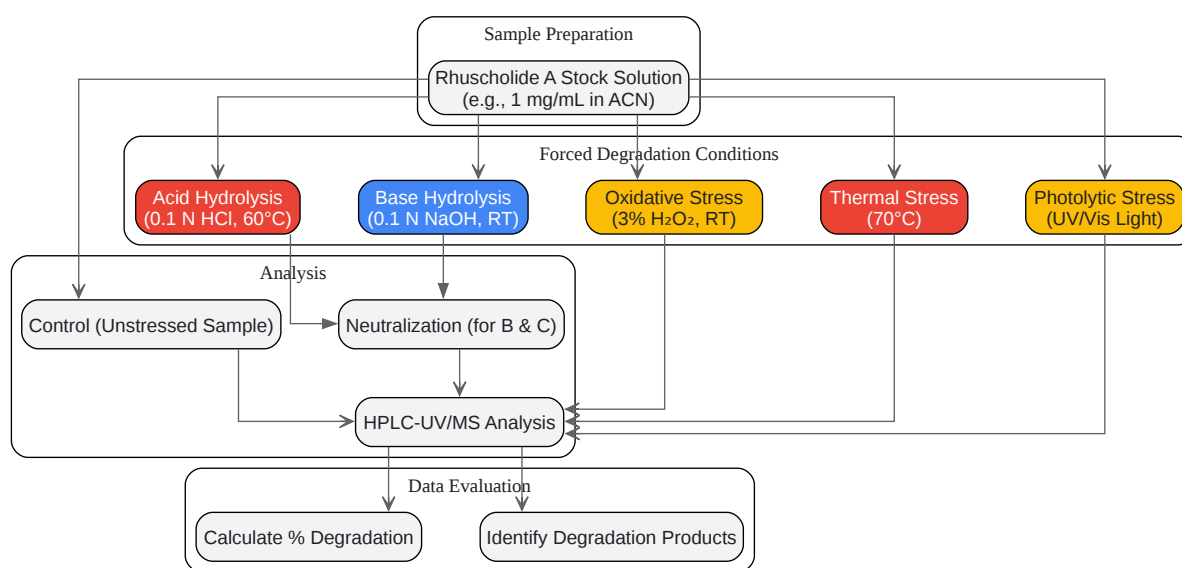 Sample Preparation
Rhuscholide A Stock Solution
(e.g., 1 mg/mL in ACN)
Forced Degradation Conditions
Acid Hydrolysis
(0.1 N HCl, 60°C)
Base Hydrolysis
(0.1 N NaOH, RT)
Oxidative Stress
(3% H₂O₂, RT)
Thermal Stress
(70°C)
Photolytic Stress
(UV/Vis Light)
Analysis
Control (Unstressed Sample)
Neutralization (for B & C)
HPLC-UV/MS Analysis
Data Evaluation
Calculate % Degradation
Identify Degradation Products